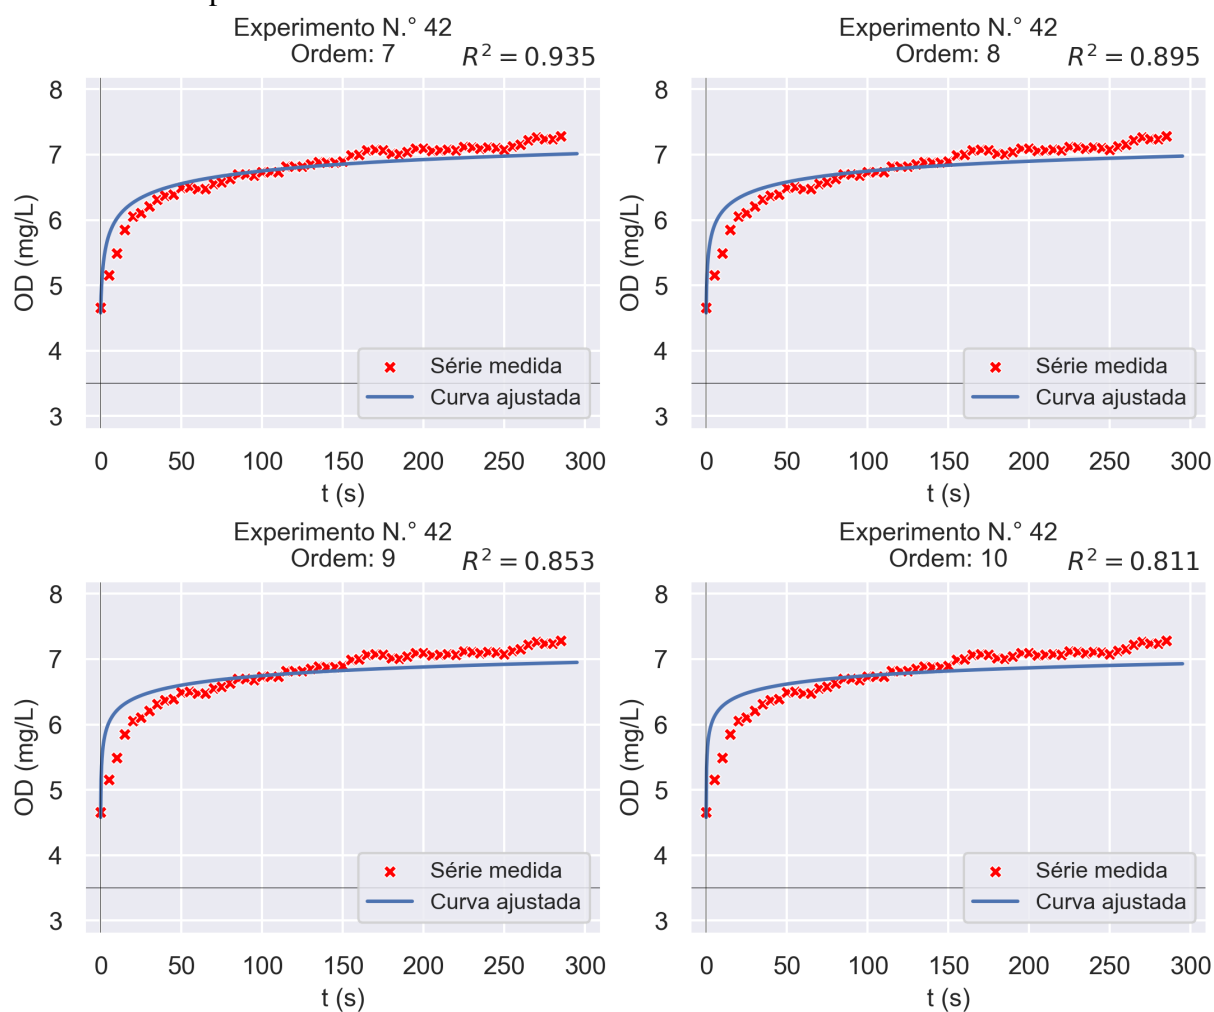 Experimento N.° 42
Ordem: 7
R² = 0.935
8
7
6
5
4
3
OD (mg/L)
Série medida
Curva ajustada
0 50 100 150 200 250 300
t (s)
Experimento N.° 42
Ordem: 8
R² = 0.895
8
7
6
5
4
3
OD (mg/L)
Série medida
Curva ajustada
0 50 100 150 200 250 300
t (s)
Experimento N.° 42
Ordem: 9
R² = 0.853
8
7
6
5
4
3
OD (mg/L)
Série medida
Curva ajustada
0 50 100 150 200 250 300
t (s)
Experimento N.° 42
Ordem: 10
R² = 0.811
8
7
6
5
4
3
OD (mg/L)
Série medida
Curva ajustada
0 50 100 150 200 250 300
t (s)